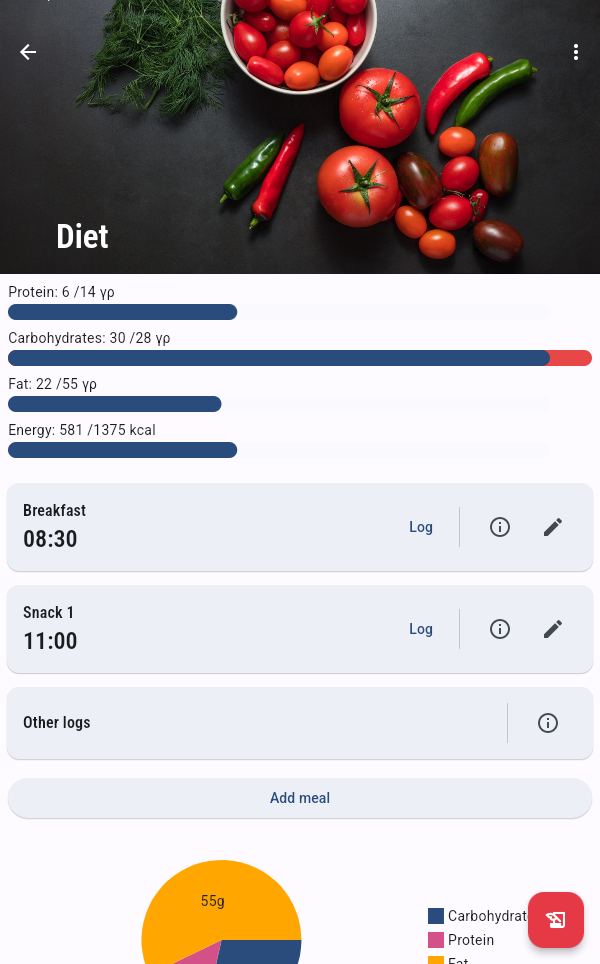 Diet
Protein: 6 /14 γρ
Carbohydrates: 30 /28 γρ
Fat: 22 /55 γρ
Energy: 581 /1375 kcal
Breakfast
08:30
Log
Snack 1
11:00
Log
Other logs
Add meal
55g
Carbohydrat
Protein
Fat